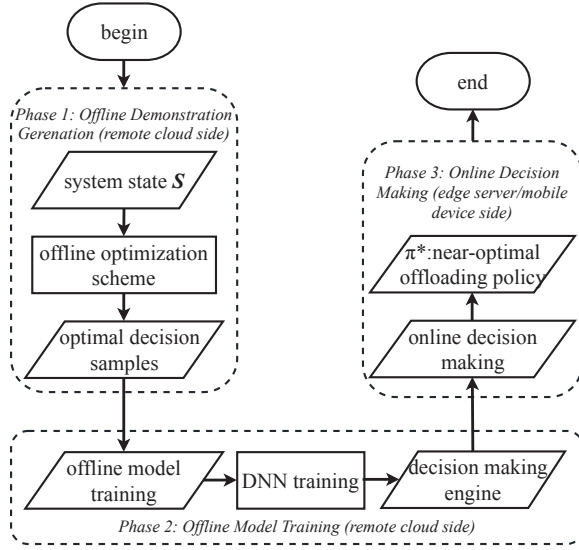 begin
Phase 1: Offline Demonstration
Gerenation (remote cloud side)
system state S
offline optimization
scheme
optimal decision
samples
offline model
training
DNN training
decision making
engine
Phase 2: Offline Model Training (remote cloud side)
end
Phase 3: Online Decision
Making (edge server/mobile
device side)
π*:near-optimal
offloading policy
online decision
making